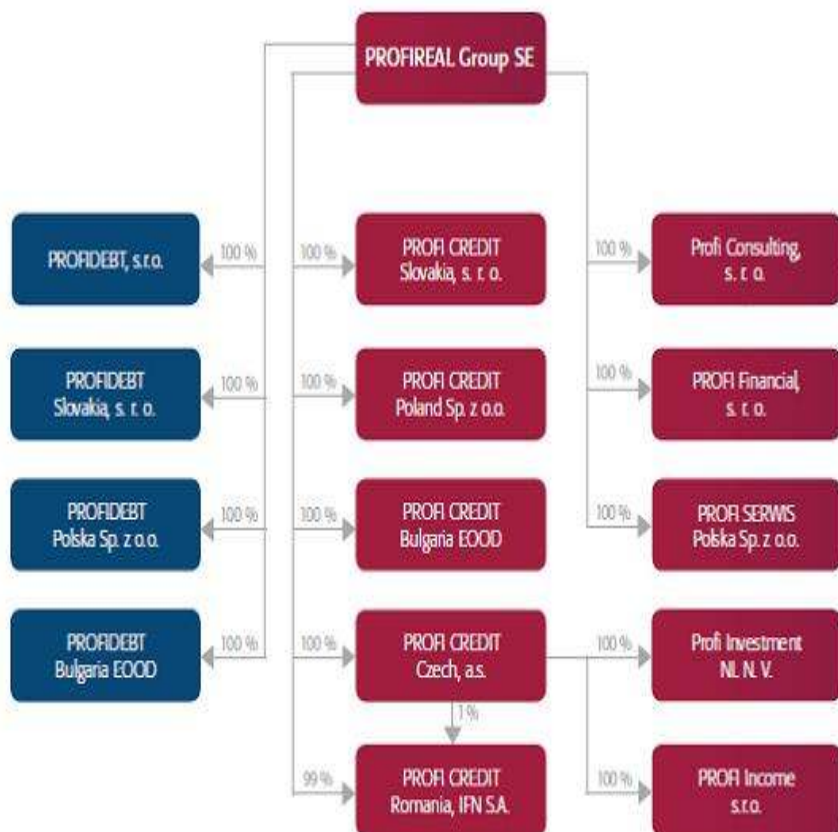 PROFIREAL Group SE
PROFIDEBT, s.r.o.
100 %
100 %
PROFI CREDIT
Slovakia, s. r. o.
100 %
Profi Consulting,
s. r. o.
PROFIDEBT
Slovakia, s. r. o.
100 %
100 %
PROFI CREDIT
Poland Sp. z o.o.
100 %
PROFI Financial,
s. r. o.
PROFIDEBT
Polska Sp. z o.o.
100 %
100 %
PROFI CREDIT
Bulgaria EOOD
100 %
PROFI SERWIS
Polska Sp. z o.o.
PROFIDEBT
Bulgaria EOOD
100 %
100 %
PROFI CREDIT
Czech, a.s.
100 %
Profi Investment
NL N. V.
1 %
99 %
PROFI CREDIT
Romania, IFN S.A.
100 %
PROFI Income
s.r.o.